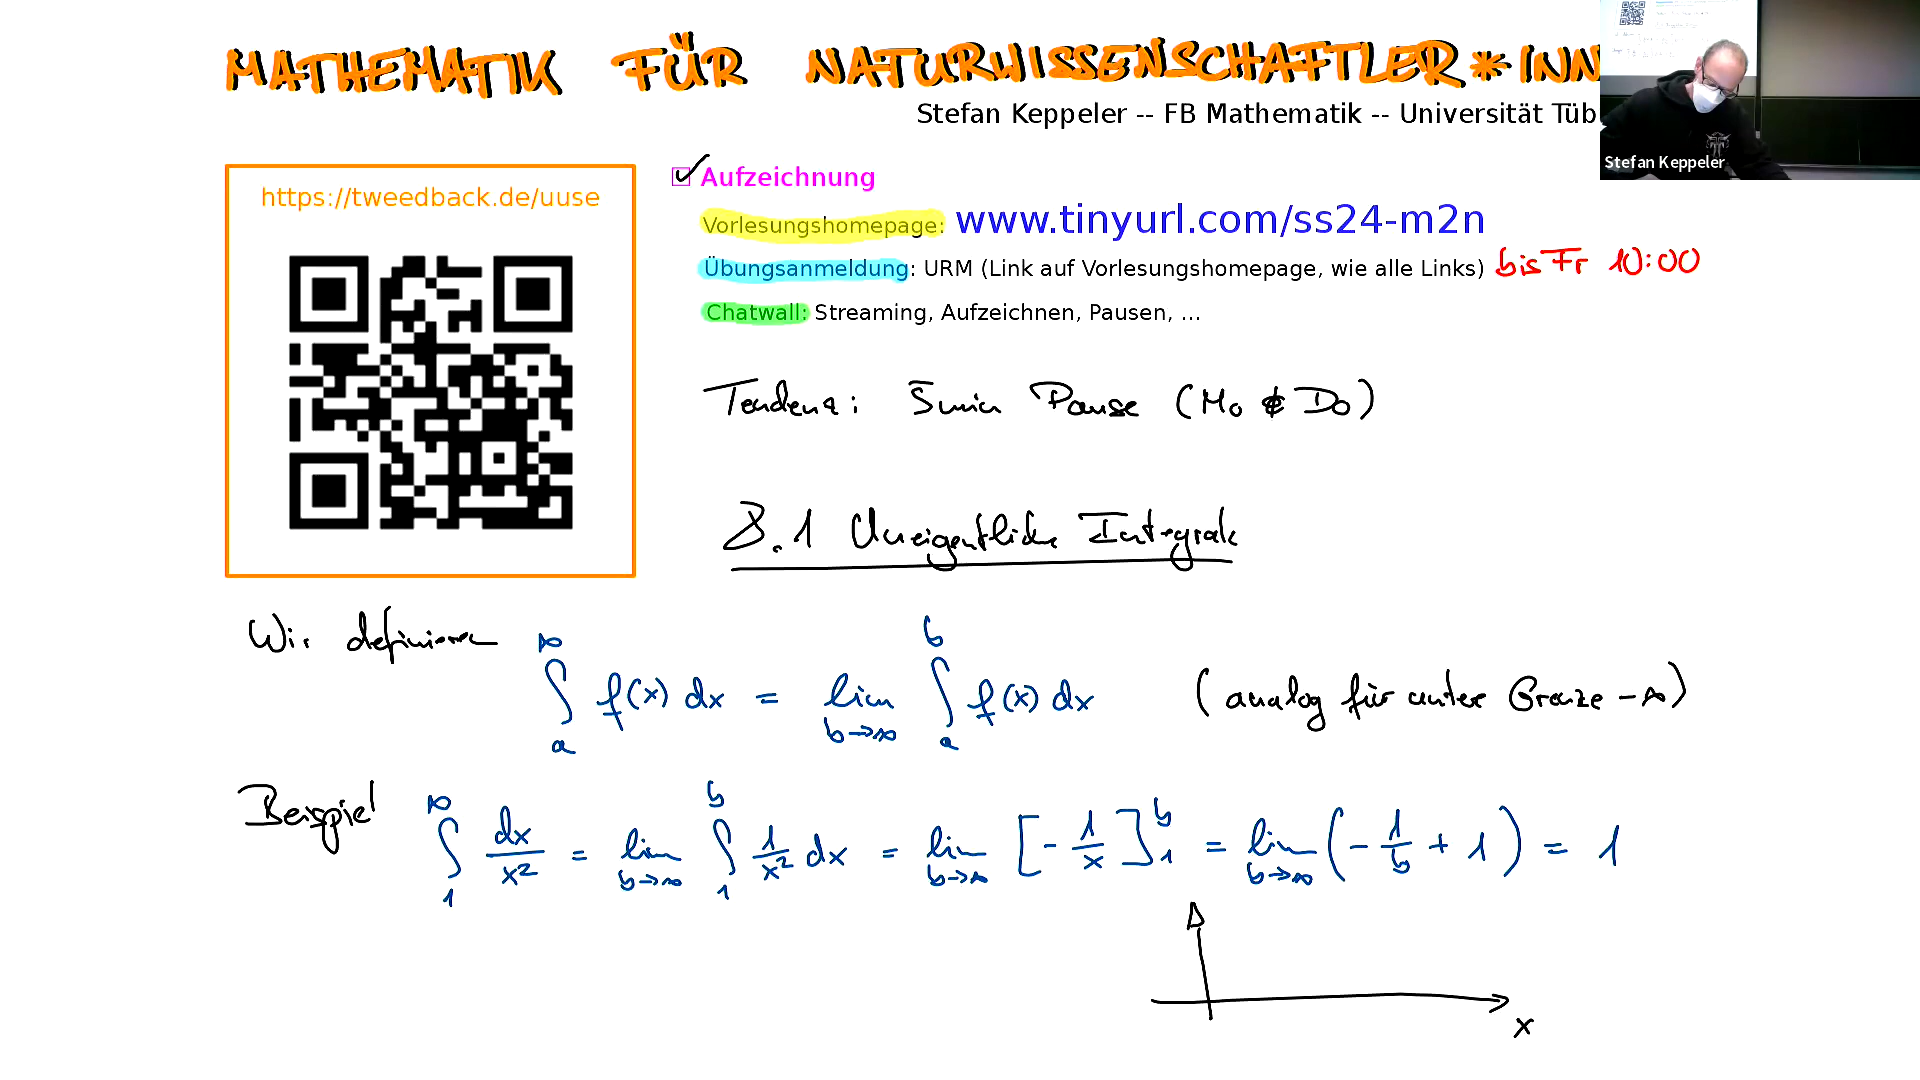 MATHEMATIK FÜR NATURWISSENSCHAFTLER*INN
Stefan Keppeler -- FB Mathematik -- Universität Tüb
Stefan Keppeler
https://tweedback.de/uuse
Aufzeichnung
Vorlesungshomepage: www.tinyurl.com/ss24-m2n
Übungsanmeldung: URM (Link auf Vorlesungshomepage, wie alle Links) bis Fr 10:00
Chatwall: Streaming, Aufzeichnen, Pausen, ...
Tendenz: 5min Pause (Mo & Do)
8.1 Uneigentliche Integrale
Wir definieren
∫_a^∞ f(x) dx = lim_{b→∞} ∫_a^b f(x) dx (analog für untere Grenze -∞)
Beispiel ∫_1^∞ dx/x² = lim_{b→∞} ∫_1^b 1/x² dx = lim_{b→∞} [-1/x]_1^b = lim_{b→∞} (-1/b + 1) = 1
x